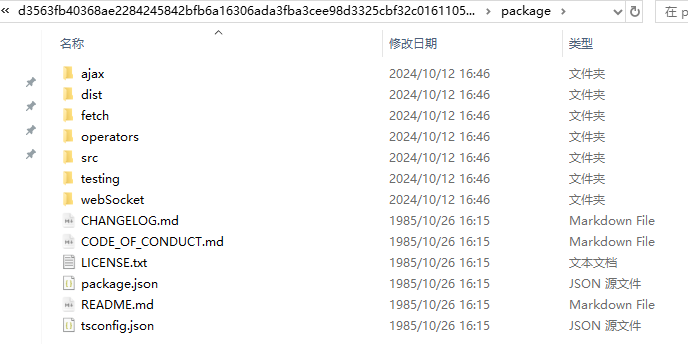 « d3563fb40368ae2284245842bfb6a16306ada3fba3cee98d3325cbf32c0161105... › package › 在 p
名称 修改日期 类型
ajax 2024/10/12 16:46 文件夹
dist 2024/10/12 16:46 文件夹
fetch 2024/10/12 16:46 文件夹
operators 2024/10/12 16:46 文件夹
src 2024/10/12 16:46 文件夹
testing 2024/10/12 16:46 文件夹
webSocket 2024/10/12 16:46 文件夹
CHANGELOG.md 1985/10/26 16:15 Markdown File
CODE_OF_CONDUCT.md 1985/10/26 16:15 Markdown File
LICENSE.txt 1985/10/26 16:15 文本文档
package.json 1985/10/26 16:15 JSON 源文件
README.md 1985/10/26 16:15 Markdown File
tsconfig.json 1985/10/26 16:15 JSON 源文件